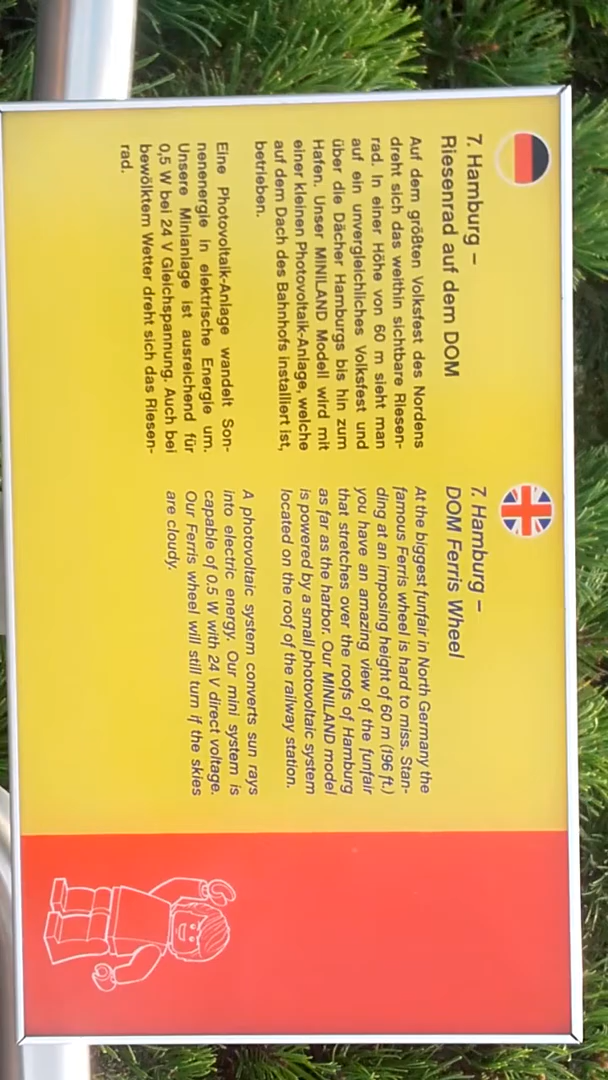 7. Hamburg –
Riesenrad auf dem DOM
Auf dem größten Volksfest des Nordens
dreht sich das weithin sichtbare Riesen-
rad. In einer Höhe von 60 m sieht man
auf ein unvergleichliches Volksfest und
über die Dächer Hamburgs bis hin zum
Hafen. Unser MINILAND Modell wird mit
einer kleinen Photovoltaik-Anlage, welche
auf dem Dach des Bahnhofs installiert ist,
betrieben.
Eine Photovoltaik-Anlage wandelt Son-
nenenergie in elektrische Energie um.
Unsere Minianlage ist ausreichend für
0,5 W bei 24 V Gleichspannung. Auch bei
bewölktem Wetter dreht sich das Riesen-
rad.
7. Hamburg –
DOM Ferris Wheel
At the biggest funfair in North Germany the
famous Ferris wheel is hard to miss. Stan-
ding at an imposing height of 60 m (196 ft.)
you have an amazing view of the funfair
that stretches over the roofs of Hamburg
as far as the harbor. Our MINILAND model
is powered by a small photovoltaic system
located on the roof of the railway station.
A photovoltaic system converts sun rays
into electric energy. Our mini system is
capable of 0.5 W with 24 V direct voltage.
Our Ferris wheel will still turn if the skies
are cloudy.